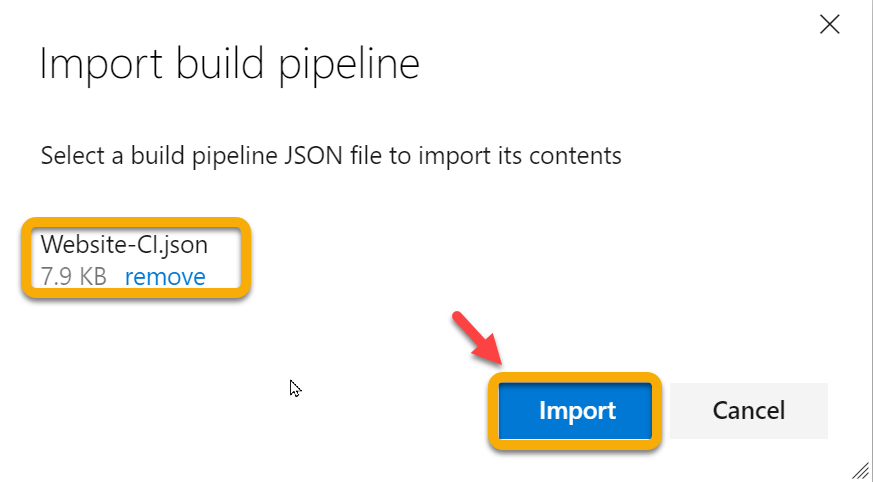 Import build pipeline
Select a build pipeline JSON file to import its contents
Website-CI.json
7.9 KB remove
Import Cancel